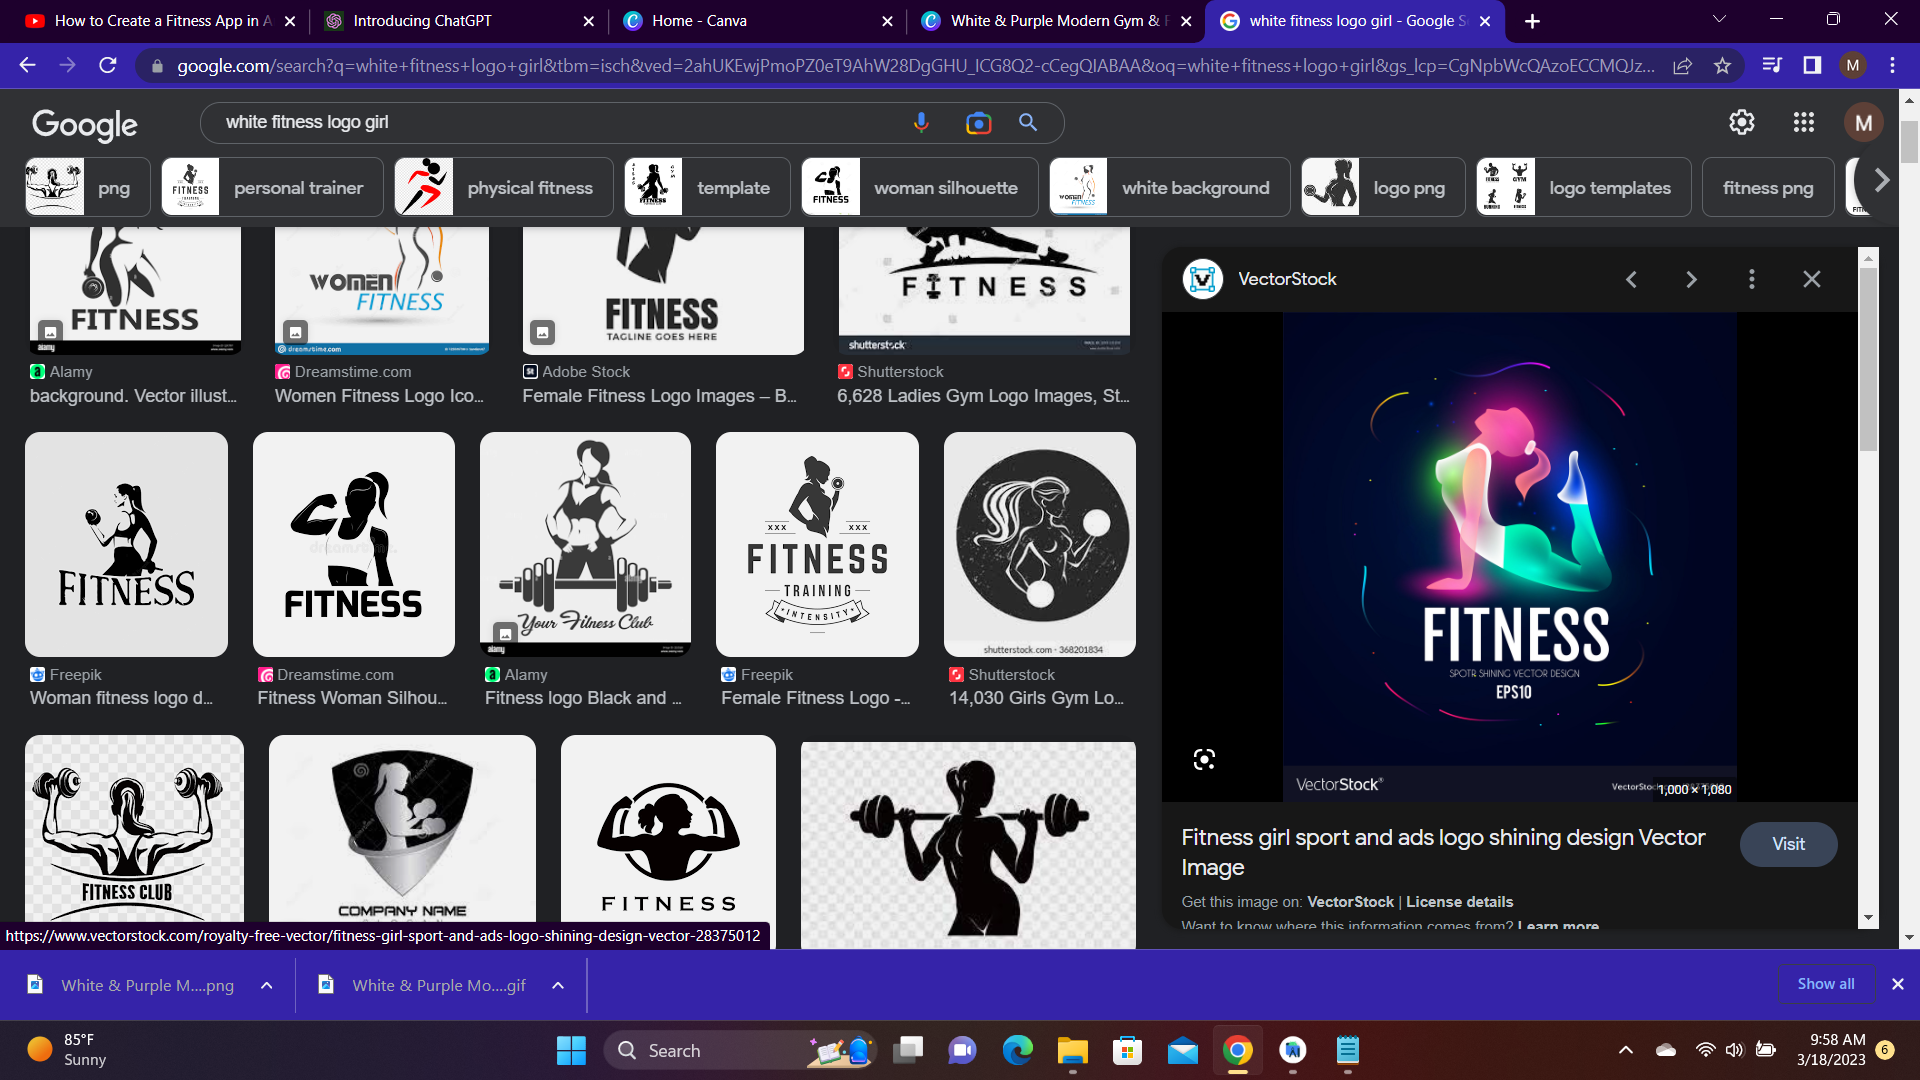 How to Create a Fitness App in A
Introducing ChatGPT
Home - Canva
White & Purple Modern Gym & F
white fitness logo girl - Google S
google.com/search?q=white+fitness+logo+girl&tbm=isch&ved=2ahUKEwjPmoPZ0eT9AhW28DgGHU_ICG8Q2-cCegQIABAA&oq=white+fitness+logo+girl&gs_lcp=CgNpbWcQAzoECCMQJz...
M
Google
white fitness logo girl
M
png
personal trainer
physical fitness
template
woman silhouette
white background
logo png
logo templates
fitness png
FITNESS
alamy
WOMEN
FITNESS
dreamstime.com
FITNESS
TAGLINE GOES HERE
FITNESS
shutterstock
Alamy
background. Vector illust...
Dreamstime.com
Women Fitness Logo Ico...
Adobe Stock
Female Fitness Logo Images – B...
Shutterstock
6,628 Ladies Gym Logo Images, St...
FITNESS
FITNESS
Your Fitness Club
alamy
XXX XXX
FITNESS
TRAINING
INTENSITY
shutterstock.com · 368201834
Freepik
Woman fitness logo d...
Dreamstime.com
Fitness Woman Silhou...
Alamy
Fitness logo Black and ...
Freepik
Female Fitness Logo -...
Shutterstock
14,030 Girls Gym Lo...
FITNESS CLUB
COMPANY NAME
FITNESS
VectorStock
FITNESS
SPOTR SHINING VECTOR DESIGN
EPS10
VectorStock®
1,000 × 1,080
Fitness girl sport and ads logo shining design Vector
Image
Visit
Get this image on: VectorStock | License details
Want to know where this information comes from? Learn more
https://www.vectorstock.com/royalty-free-vector/fitness-girl-sport-and-ads-logo-shining-design-vector-28375012
White & Purple M....png
White & Purple Mo....gif
Show all
85°F
Sunny
Search
9:58 AM
3/18/2023
6